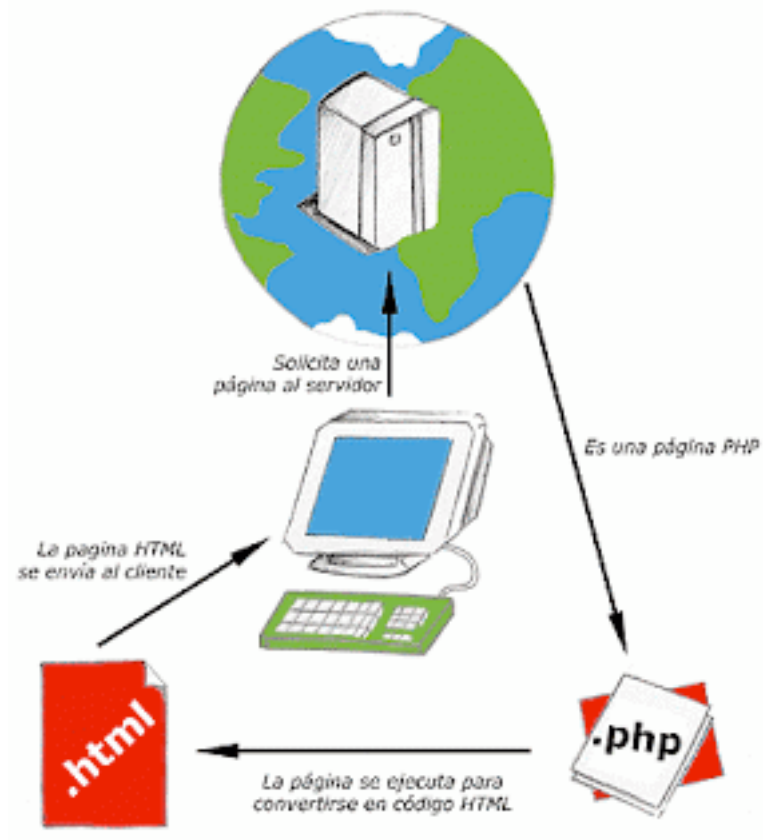 Solicita una
página al servidor
Es una página PHP
La pagina HTML
se envía al cliente
.html
.php
La página se ejecuta para
convertirse en código HTML